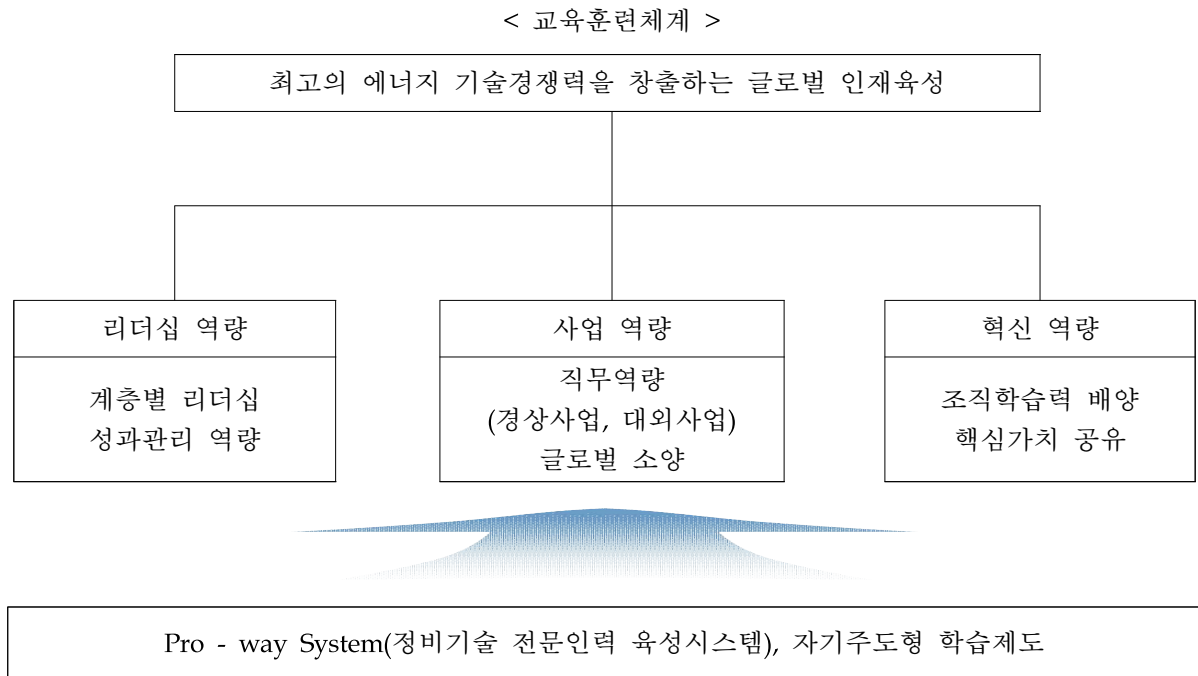 < 교육훈련체계 >
최고의 에너지 기술경쟁력을 창출하는 글로벌 인재육성
리더십 역량
계층별 리더십
성과관리 역량
사업 역량
직무역량
(경상사업, 대외사업)
글로벌 소양
혁신 역량
조직학습력 배양
핵심가치 공유
Pro - way System(정비기술 전문인력 육성시스템), 자기주도형 학습제도